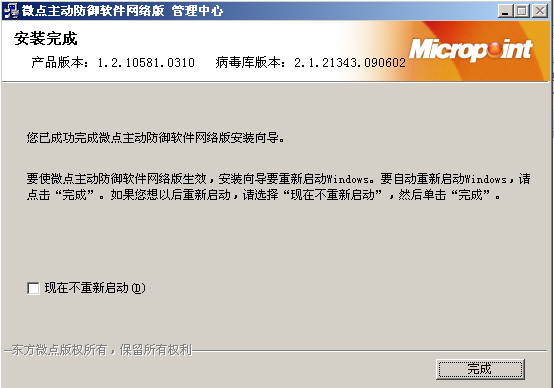 微点主动防御软件网络版 管理中心
安装完成
产品版本：1.2.10581.0310 病毒库版本：2.1.21343.090602
Micropoint
您已成功完成微点主动防御软件网络版安装向导。
要使微点主动防御软件网络版生效，安装向导要重新启动Windows。要自动重新启动Windows，请
点击“完成”。如果您想以后重新启动，请选择“现在不重新启动”，然后单击“完成”。
现在不重新启动(D)
东方微点版权所有，保留所有权利
完成